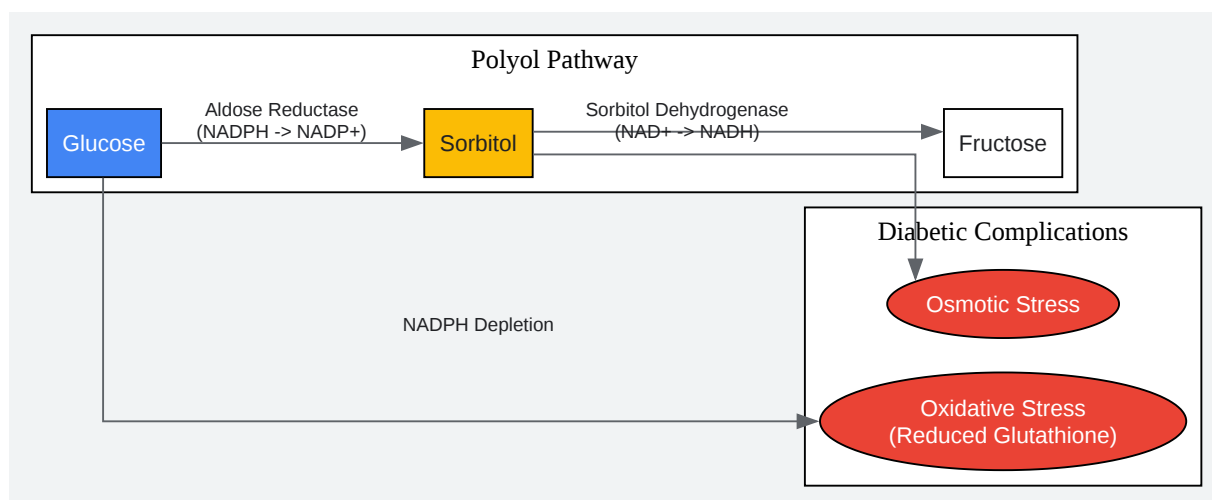 Polyol Pathway
Aldose Reductase
(NADPH -> NADP+)
Sorbitol Dehydrogenase
(NAD+ -> NADH)
Glucose
Sorbitol
Fructose
Diabetic Complications
Osmotic Stress
NADPH Depletion
Oxidative Stress
(Reduced Glutathione)